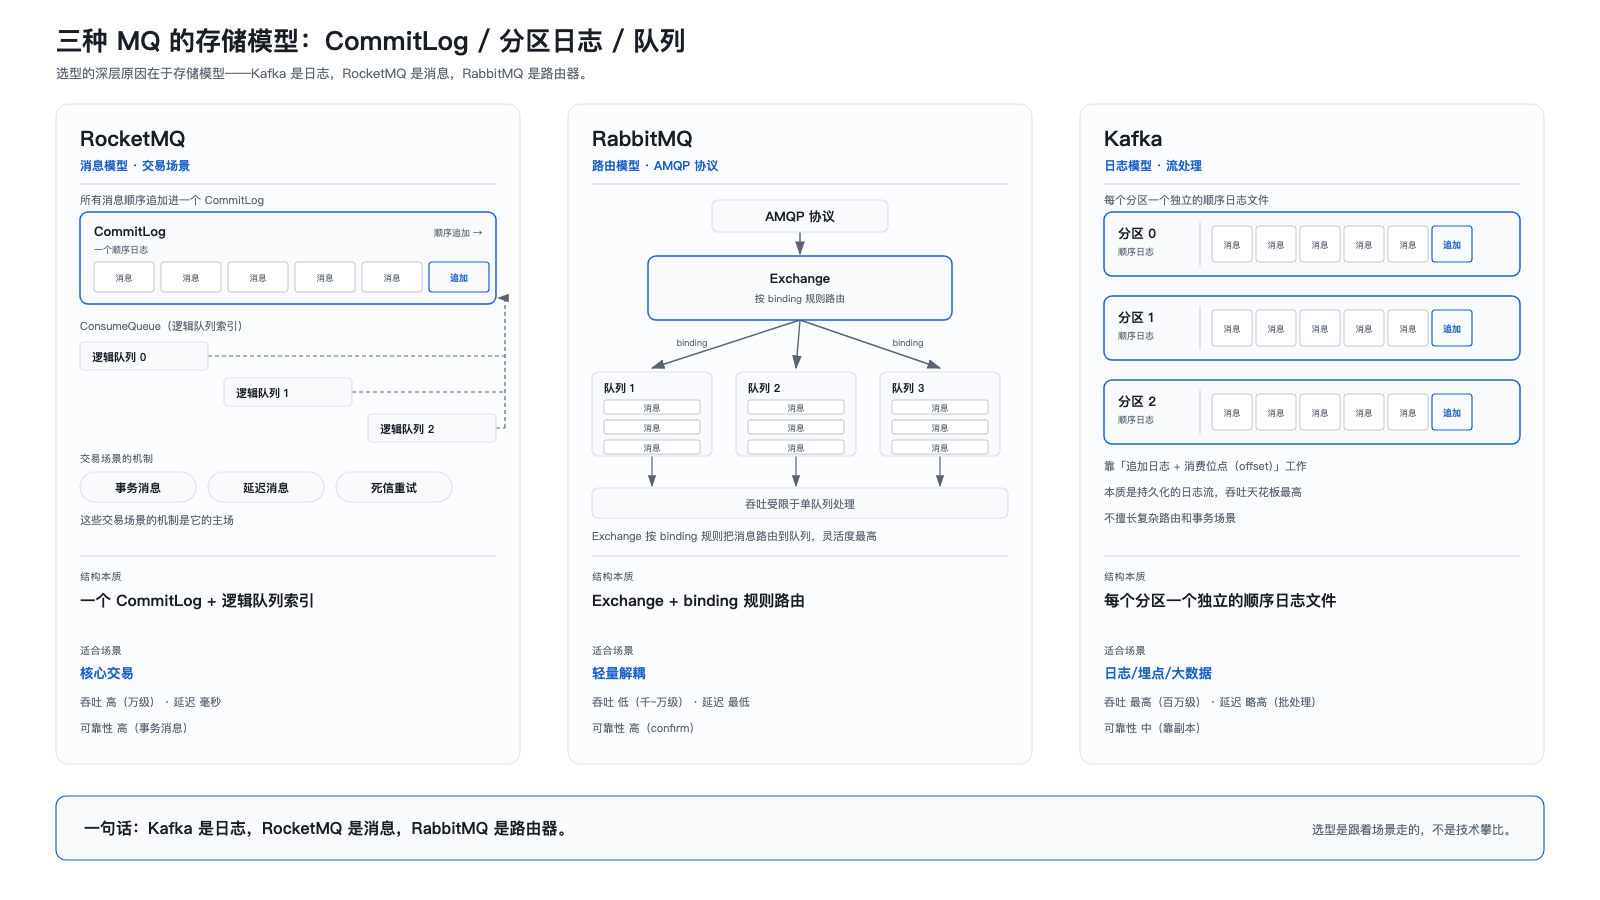 三种 MQ 的存储模型：CommitLog / 分区日志 / 队列
选型的深层原因在于存储模型——Kafka 是日志，RocketMQ 是消息，RabbitMQ 是路由器。
RocketMQ
消息模型 · 交易场景
所有消息顺序追加进一个 CommitLog
CommitLog
顺序追加 →
一个顺序日志
消息 消息 消息 消息 消息 追加
ConsumeQueue（逻辑队列索引）
逻辑队列 0
逻辑队列 1
逻辑队列 2
交易场景的机制
事务消息 延迟消息 死信重试
这些交易场景的机制是它的主场
结构本质
一个 CommitLog + 逻辑队列索引
适合场景
核心交易
吞吐 高（万级） · 延迟 毫秒
可靠性 高（事务消息）
RabbitMQ
路由模型 · AMQP 协议
AMQP 协议
Exchange
按 binding 规则路由
binding binding
队列 1 队列 2 队列 3
消息 消息 消息
消息 消息 消息
消息 消息 消息
吞吐受限于单队列处理
Exchange 按 binding 规则把消息路由到队列，灵活度最高
结构本质
Exchange + binding 规则路由
适合场景
轻量解耦
吞吐 低（千~万级） · 延迟 最低
可靠性 高（confirm）
Kafka
日志模型 · 流处理
每个分区一个独立的顺序日志文件
分区 0
顺序日志
消息 消息 消息 消息 消息 追加
分区 1
顺序日志
消息 消息 消息 消息 消息 追加
分区 2
顺序日志
消息 消息 消息 消息 消息 追加
靠「追加日志 + 消费位点（offset）」工作
本质是持久化的日志流，吞吐天花板最高
不擅长复杂路由和事务场景
结构本质
每个分区一个独立的顺序日志文件
适合场景
日志/埋点/大数据
吞吐 最高（百万级） · 延迟 略高（批处理）
可靠性 中（靠副本）
一句话：Kafka 是日志，RocketMQ 是消息，RabbitMQ 是路由器。
选型是跟着场景走的，不是技术攀比。